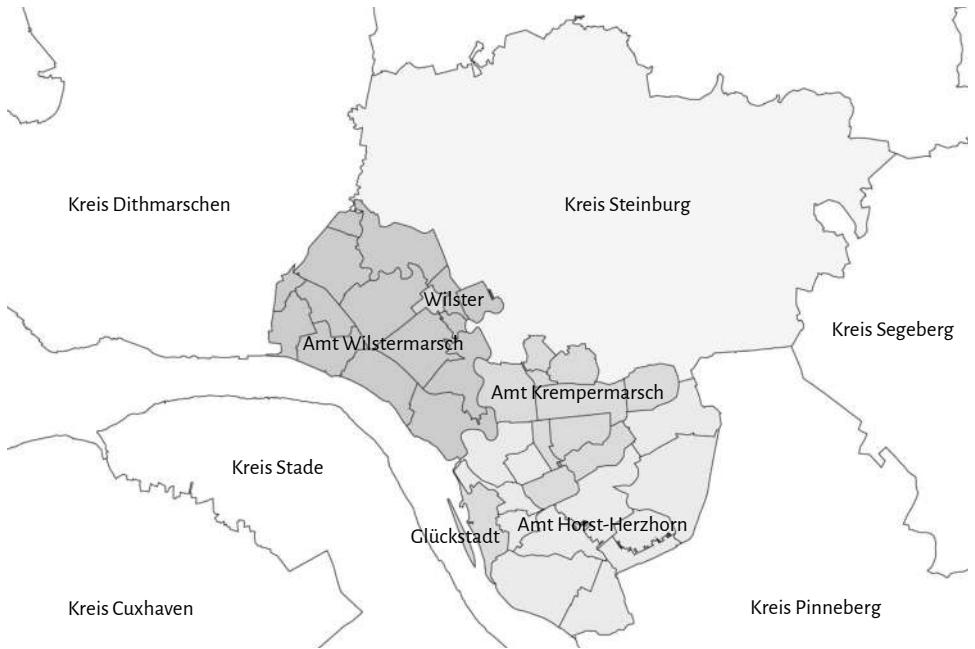 Kreis Dithmarschen
Kreis Steinburg
Wilster
Kreis Segeberg
Amt Wilstermarsch
Amt Krempermarsch
Kreis Stade
Amt Horst-Herzhorn
Glückstadt
Kreis Cuxhaven
Kreis Pinneberg